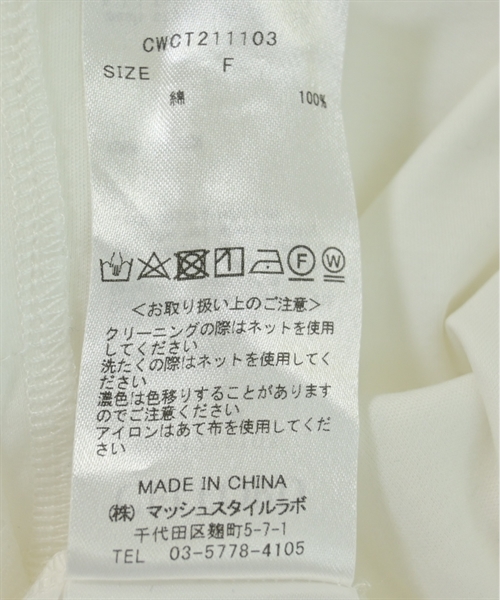 CWCT211103
SIZE F
綿 100%
F W
<お取り扱い上のご注意>
クリーニングの際はネットを使用
してください
洗たくの際はネットを使用してく
ださい
濃色は色移りすることがあります
のでご注意ください
アイロンはあて布を使用してくだ
さい
MADE IN CHINA
(株) マッシュスタイルラボ
千代田区麹町5-7-1
TEL 03-5778-4105